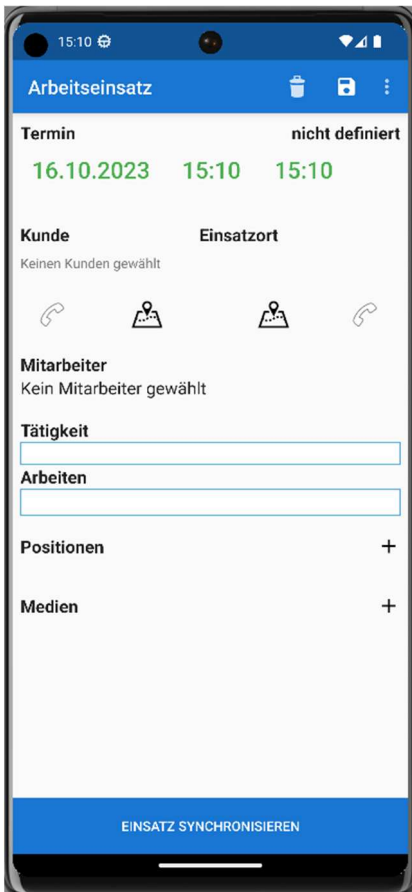 15:10
Arbeitseinsatz
Termin nicht definiert
16.10.2023 15:10 15:10
Kunde Einsatzort
Keinen Kunden gewählt
Mitarbeiter
Kein Mitarbeiter gewählt
Tätigkeit
Arbeiten
Positionen +
Medien +
EINSATZ SYNCHRONISIEREN